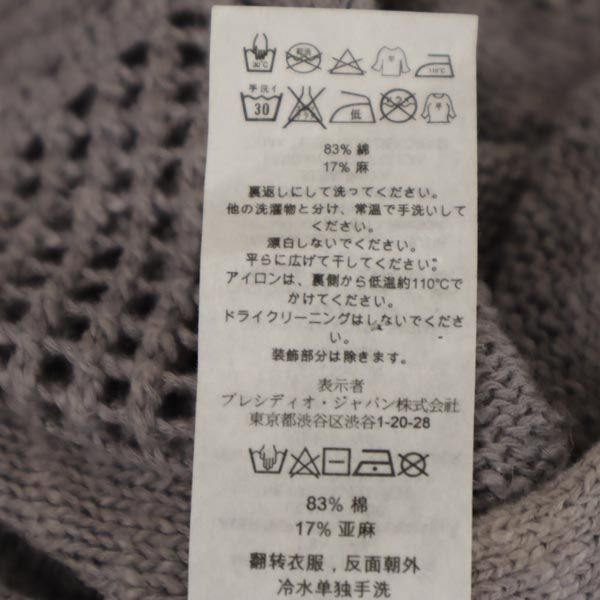 30℃
平
110℃
手洗イ
30
低
平
83% 綿
17% 麻
裏返しにして洗ってください。
他の洗濯物と分け、常温で手洗いして
ください。
漂白しないでください。
平らに広げて干してください。
アイロンは、裏側から低温約110℃で
かけてください。
ドライクリーニングはしないでくださ
い。
装飾部分は除きます。
表示者
プレシディオ・ジャパン株式会社
東京都渋谷区渋谷1-20-28
83% 棉
17% 亚麻
翻转衣服，反面朝外
冷水单独手洗